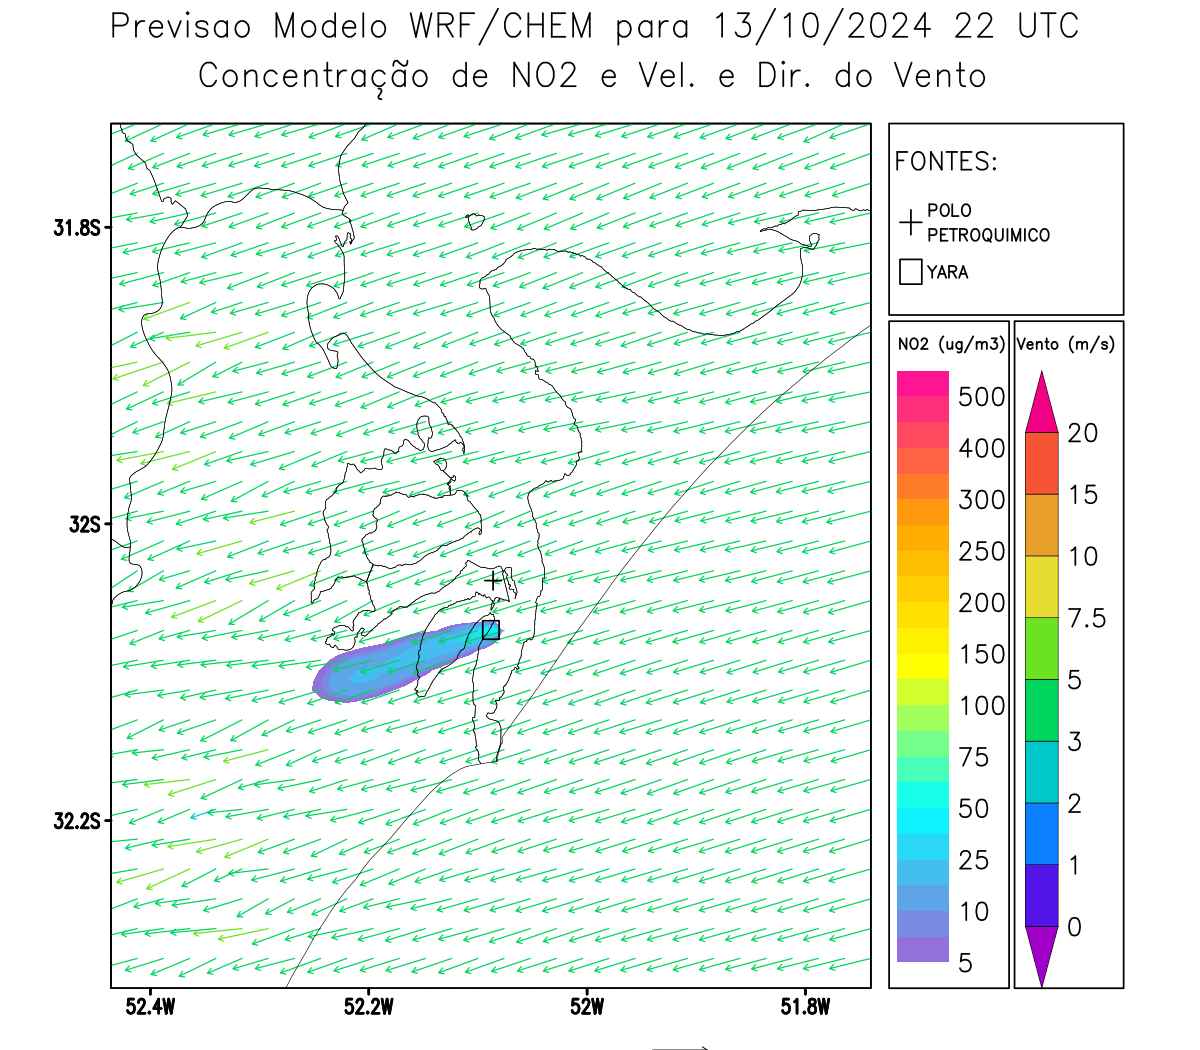 Previsao Modelo WRF/CHEM para 13/10/2024 22 UTC
Concentração de NO2 e Vel. e Dir. do Vento
FONTES:
POLO
PETROQUIMICO
YARA
31.8S
32S
32.2S
52.4W
52.2W
52W
51.8W
NO2 (ug/m3)
500
400
300
250
200
150
100
75
50
25
10
5
Vento (m/s)
20
15
10
7.5
5
3
2
1
0